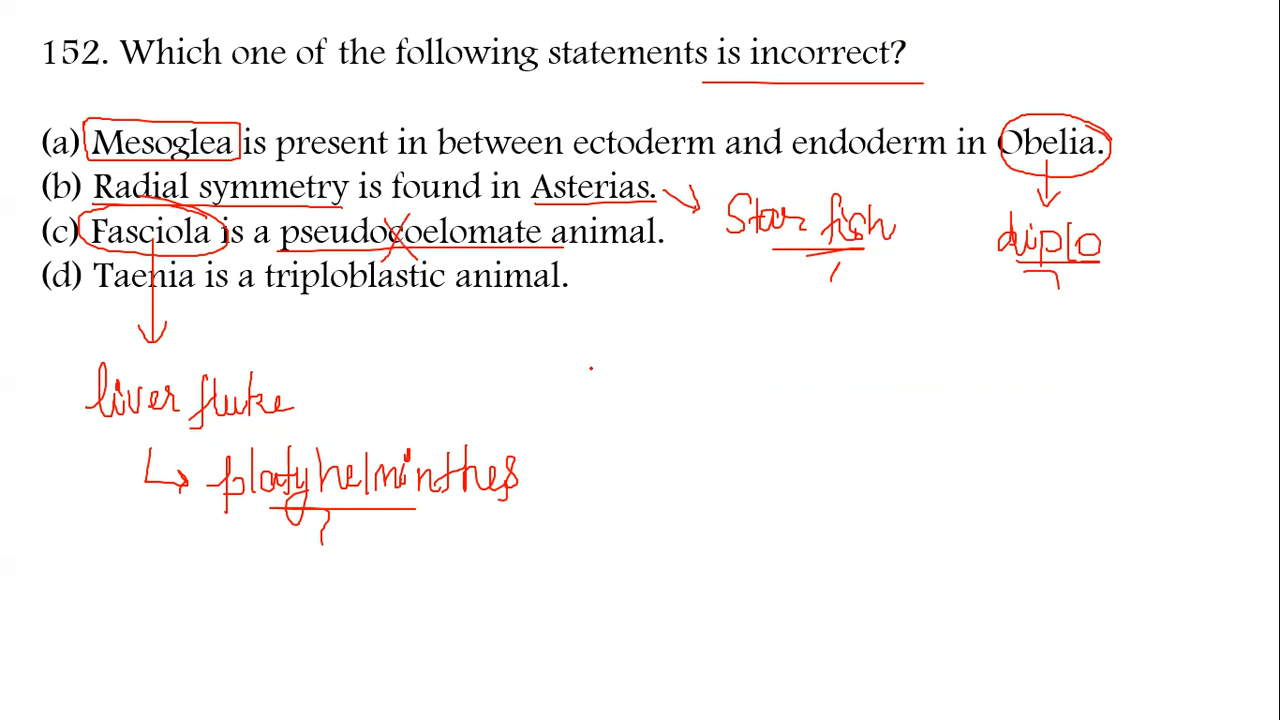 152. Which one of the following statements is incorrect?
(a) Mesoglea is present in between ectoderm and endoderm in Obelia.
(b) Radial symmetry is found in Asterias.
(c) Fasciola is a pseudocoelomate animal.
Star fish
diplo
(d) Taenia is a triploblastic animal.
liver fluke
platyhelminthes